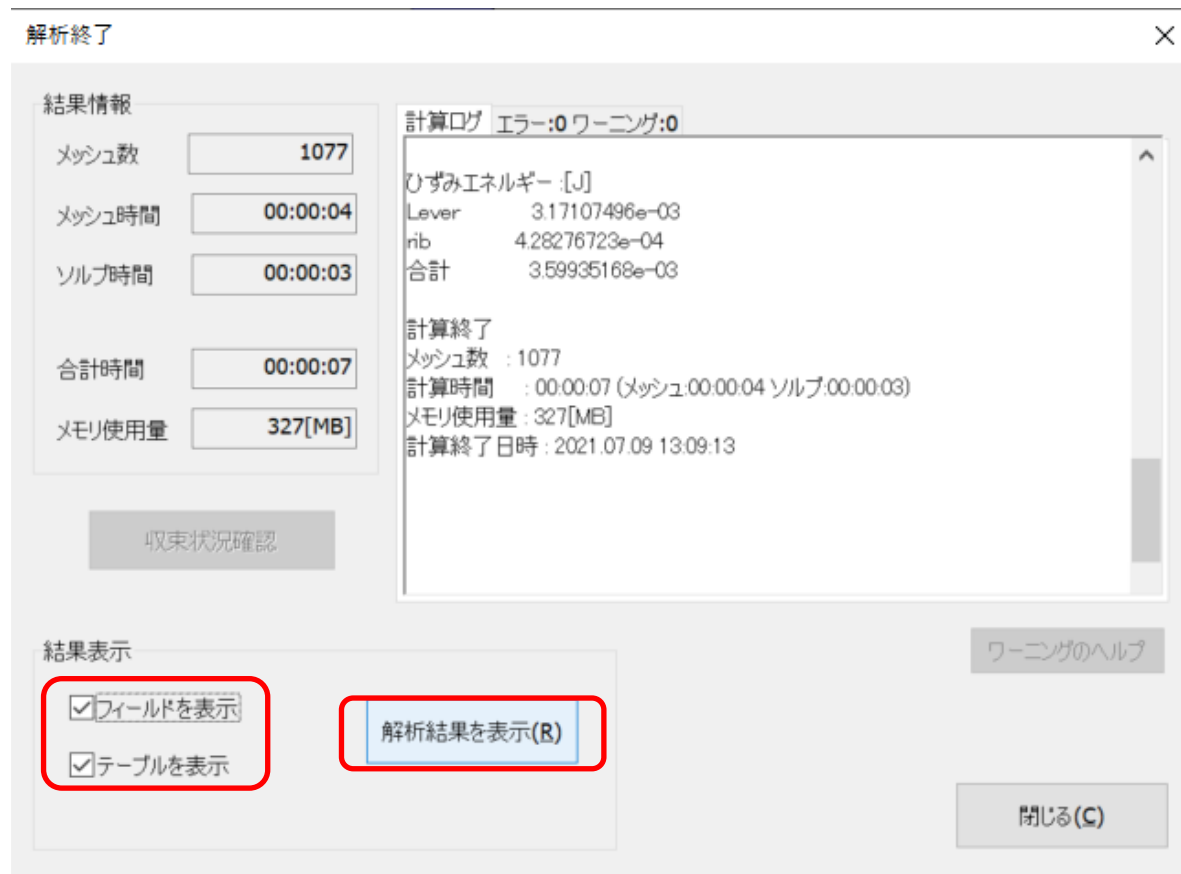 解析終了
結果情報
メッシュ数 1077
メッシュ時間 00:00:04
ソルブ時間 00:00:03
合計時間 00:00:07
メモリ使用量 327[MB]
収束状況確認
計算ログ エラー:0 ワーニング:0
ひずみエネルギー :[J]
Lever 3.17107496e-03
rib 4.28276723e-04
合計 3.59935168e-03
計算終了
メッシュ数 : 1077
計算時間 : 00:00:07 (メッシュ:00:00:04 ソルブ:00:00:03)
メモリ使用量 : 327[MB]
計算終了日時 : 2021.07.09 13:09:13
ワーニングのヘルプ
結果表示
フィールドを表示
テーブルを表示
解析結果を表示(R)
閉じる(C)